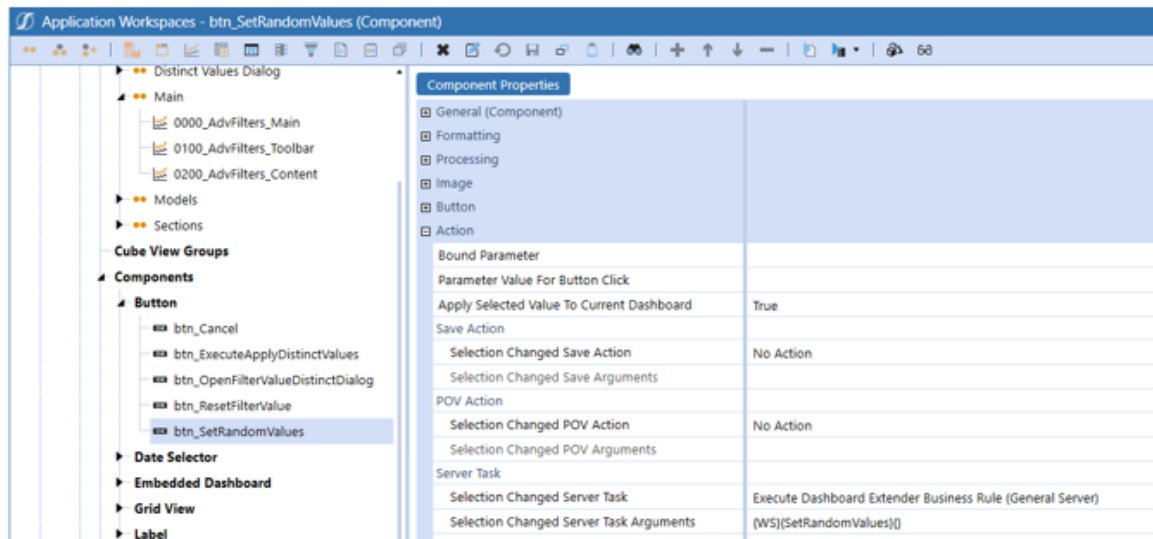 Application Workspaces - btn_SetRandomValues (Component)
Distinct Values Dialog
Main
0000_AdvFilters_Main
0100_AdvFilters_Toolbar
0200_AdvFilters_Content
Models
Sections
Cube View Groups
Components
Button
btn_Cancel
btn_ExecuteApplyDistinctValues
btn_OpenFilterValueDistinctDialog
btn_ResetFilterValue
btn_SetRandomValues
Date Selector
Embedded Dashboard
Grid View
Label
Component Properties
General (Component)
Formatting
Processing
Image
Button
Action
Bound Parameter
Parameter Value For Button Click
Apply Selected Value To Current Dashboard True
Save Action
Selection Changed Save Action No Action
Selection Changed Save Arguments
POV Action
Selection Changed POV Action No Action
Selection Changed POV Arguments
Server Task
Selection Changed Server Task Execute Dashboard Extender Business Rule (General Server)
Selection Changed Server Task Arguments {WS}{SetRandomValues}{}